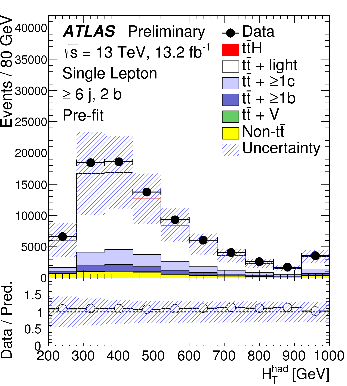 ATLAS Preliminary
√s = 13 TeV, 13.2 fb⁻¹
Single Lepton
≥ 6 j, 2 b
Pre-fit
Data
tt̄H
tt̄ + light
tt̄ + ≥1c
tt̄ + ≥1b
tt̄ + V
Non-tt̄
Uncertainty
Events / 80 GeV
40000
35000
30000
25000
20000
15000
10000
5000
0
Data / Pred.
1.5
1
0.5
0
200 300 400 500 600 700 800 900 1000
H_T^had [GeV]